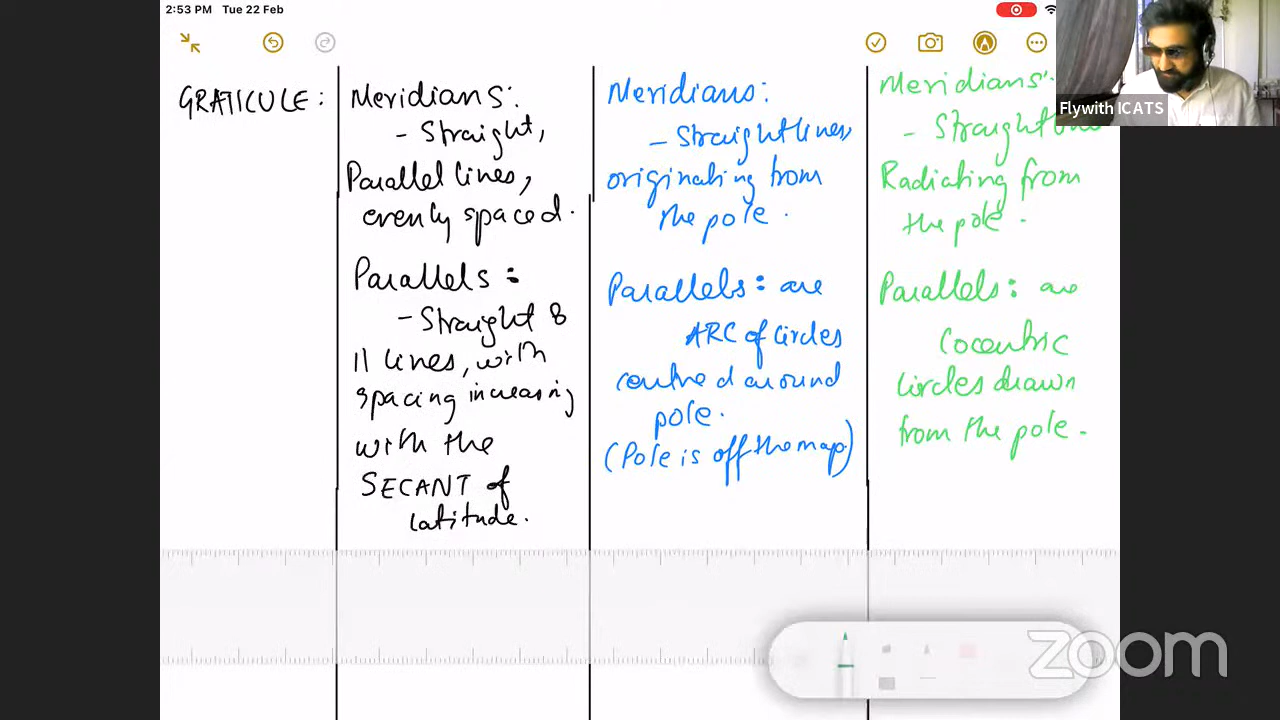 2:53 PM Tue 22 Feb
Flywith ICATS
GRATICULE:
Meridians:
- Straight,
Parallel lines,
evenly spaced.
Parallels:
- Straight &
11 lines, with
spacing increasing
with the
SECANT of
latitude.
Meridians:
- Straight lines,
originating from
the pole.
Parallels: are
ARC of circles
centred around
pole.
(Pole is off the map)
Meridians:
- Straight
Radiating from
the pole.
Parallels: are
Cocentric
circles drawn
from the pole.
zoom